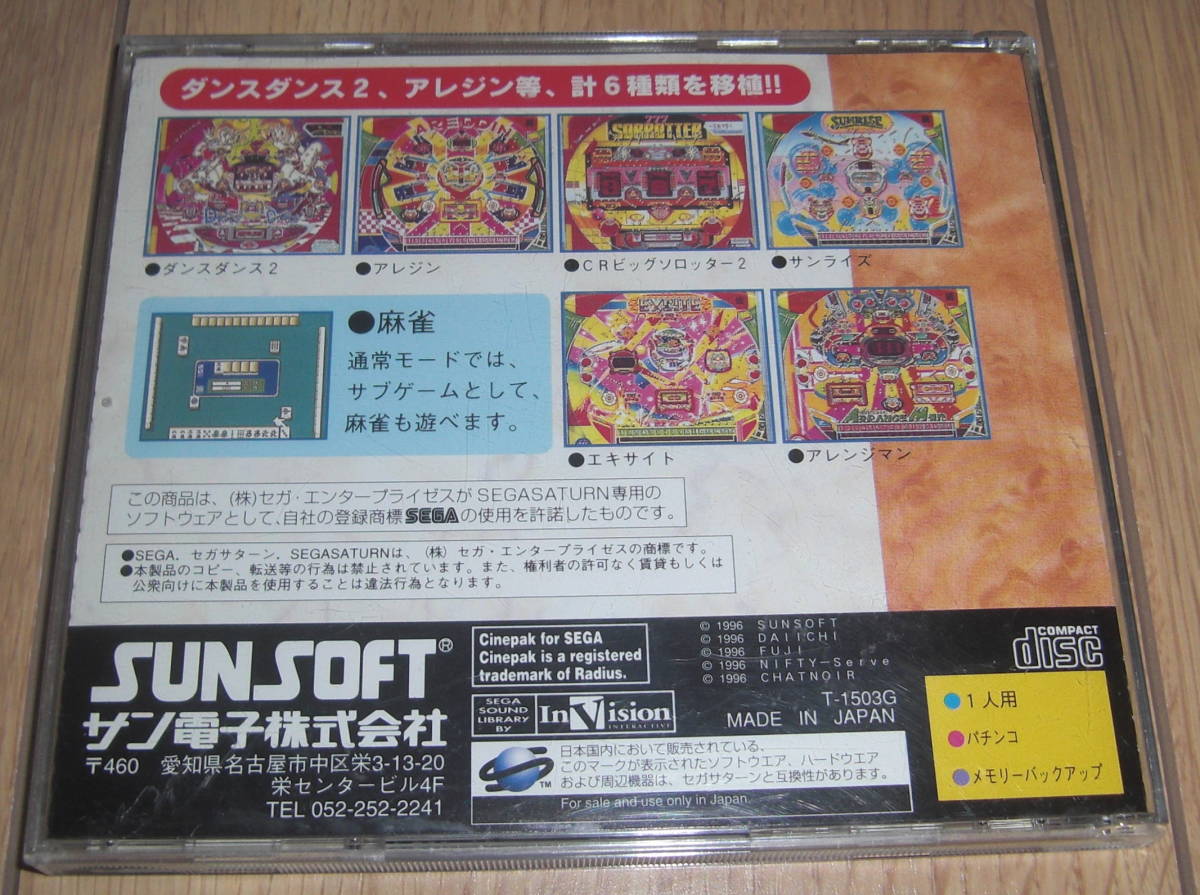 ダンスダンス2、アレジン等、計6種類を移植!!
AREDDIN
777
SORROTTER
SUNRISE
●ダンスダンス2
●アレジン
●CRビッグソロッター2
●サンライズ
●麻雀
通常モードでは、
サブゲームとして、
麻雀も遊べます。
EXCITE
ARRANGE MAN
●エキサイト
●アレンジマン
この商品は、(株)セガ・エンタープライゼスがSEGASATURN専用の
ソフトウェアとして、自社の登録商標SEGAの使用を許諾したものです。
●SEGA. セガサターン. SEGASATURNは、(株) セガ・エンタープライゼスの商標です。
●本製品のコピー、転送等の行為は禁止されています。また、権利者の許可なく賃貸もしくは
公衆向けに本製品を使用することは違法行為となります。
SUNSOFT®
サン電子株式会社
〒460 愛知県名古屋市中区栄3-13-20
栄センタービル4F
TEL 052-252-2241
Cinepak for SEGA
Cinepak is a registered
trademark of Radius.
SEGA
SOUND
LIBRARY
BY
InVision
INTERACTIVE
© 1996 SUNSOFT
© 1996 DAIICHI
© 1996 FUJI
© 1996 NIFTY-Serve
© 1996 CHATNOIR
T-1503G
MADE IN JAPAN
TM
日本国内において販売されている、
このマークが表示されたソフトウエア、ハードウエア
および周辺機器は、セガサターンと互換性があります。
For sale and use only in Japan.
COMPACT
disc
1人用
パチンコ
メモリーバックアップ